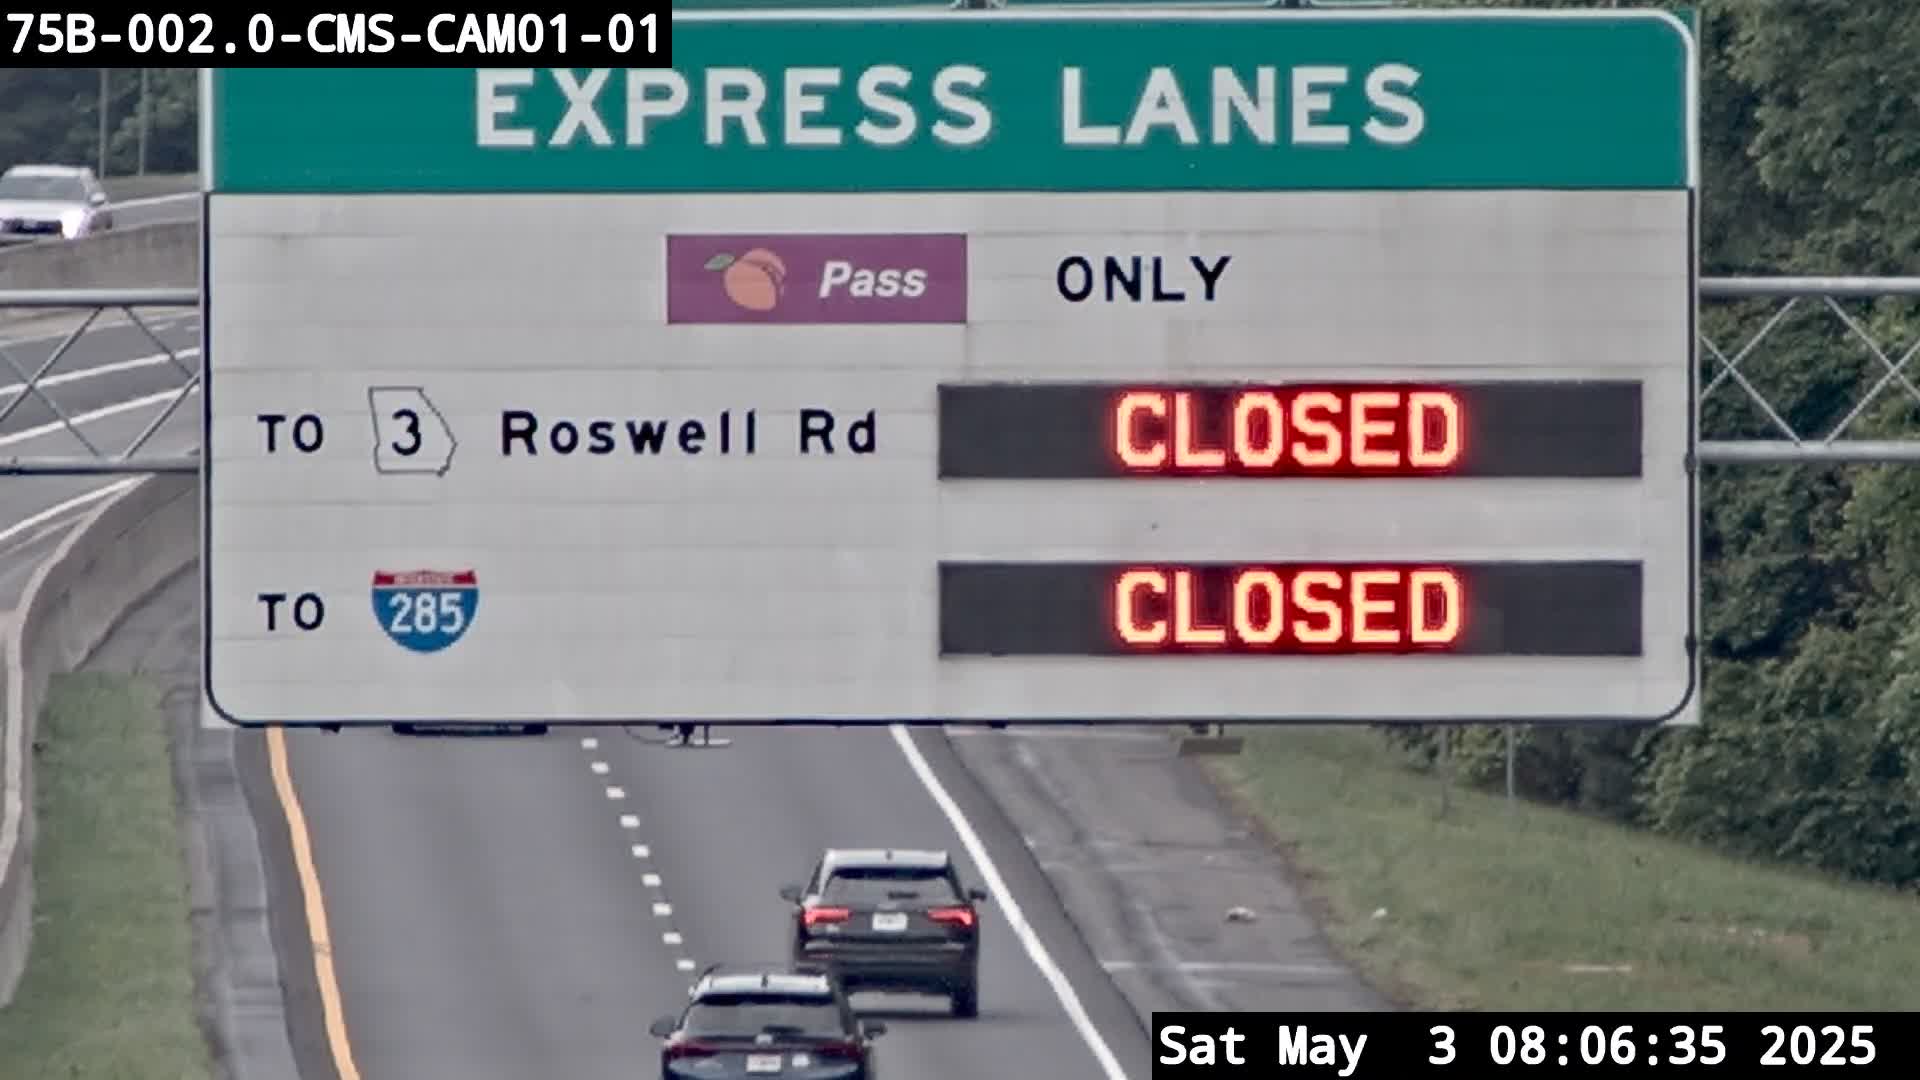 75B-002.0-CMS-CAM01-01
EXPRESS LANES
Pass ONLY
TO 3 Roswell Rd CLOSED
TO 285 CLOSED
Sat May 3 08:06:35 2025